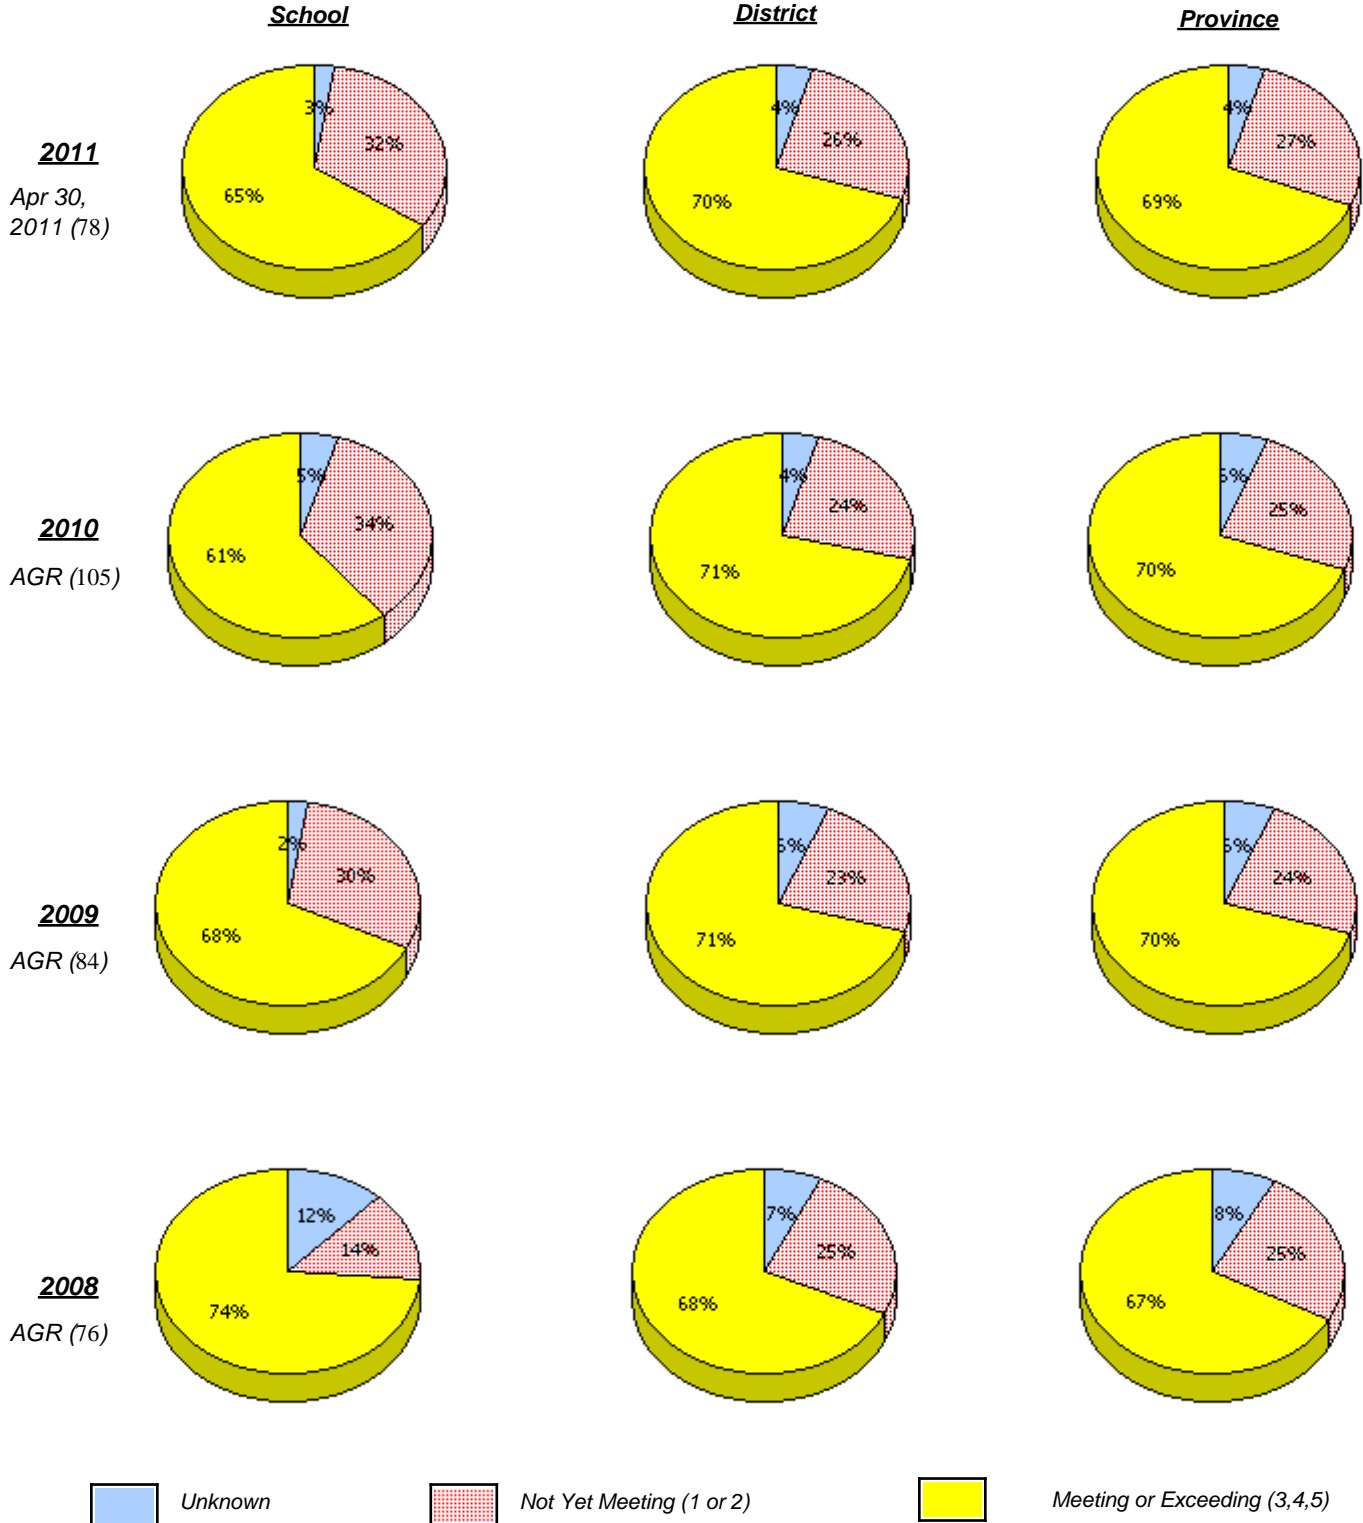 School District Province
3% 4% 4%
32% 26% 27%
2011
Apr 30,
2011 (78)
65% 70% 69%
5% 4%
34% 24% 25%
2010
AGR (105)
61% 71% 70%
2%
30% 23% 24%
2009
AGR (84)
68% 71% 70%
12% 7% 8%
14% 25% 25%
2008
AGR (76)
74% 68% 67%
Unknown Not Yet Meeting (1 or 2) Meeting or Exceeding (3,4,5)